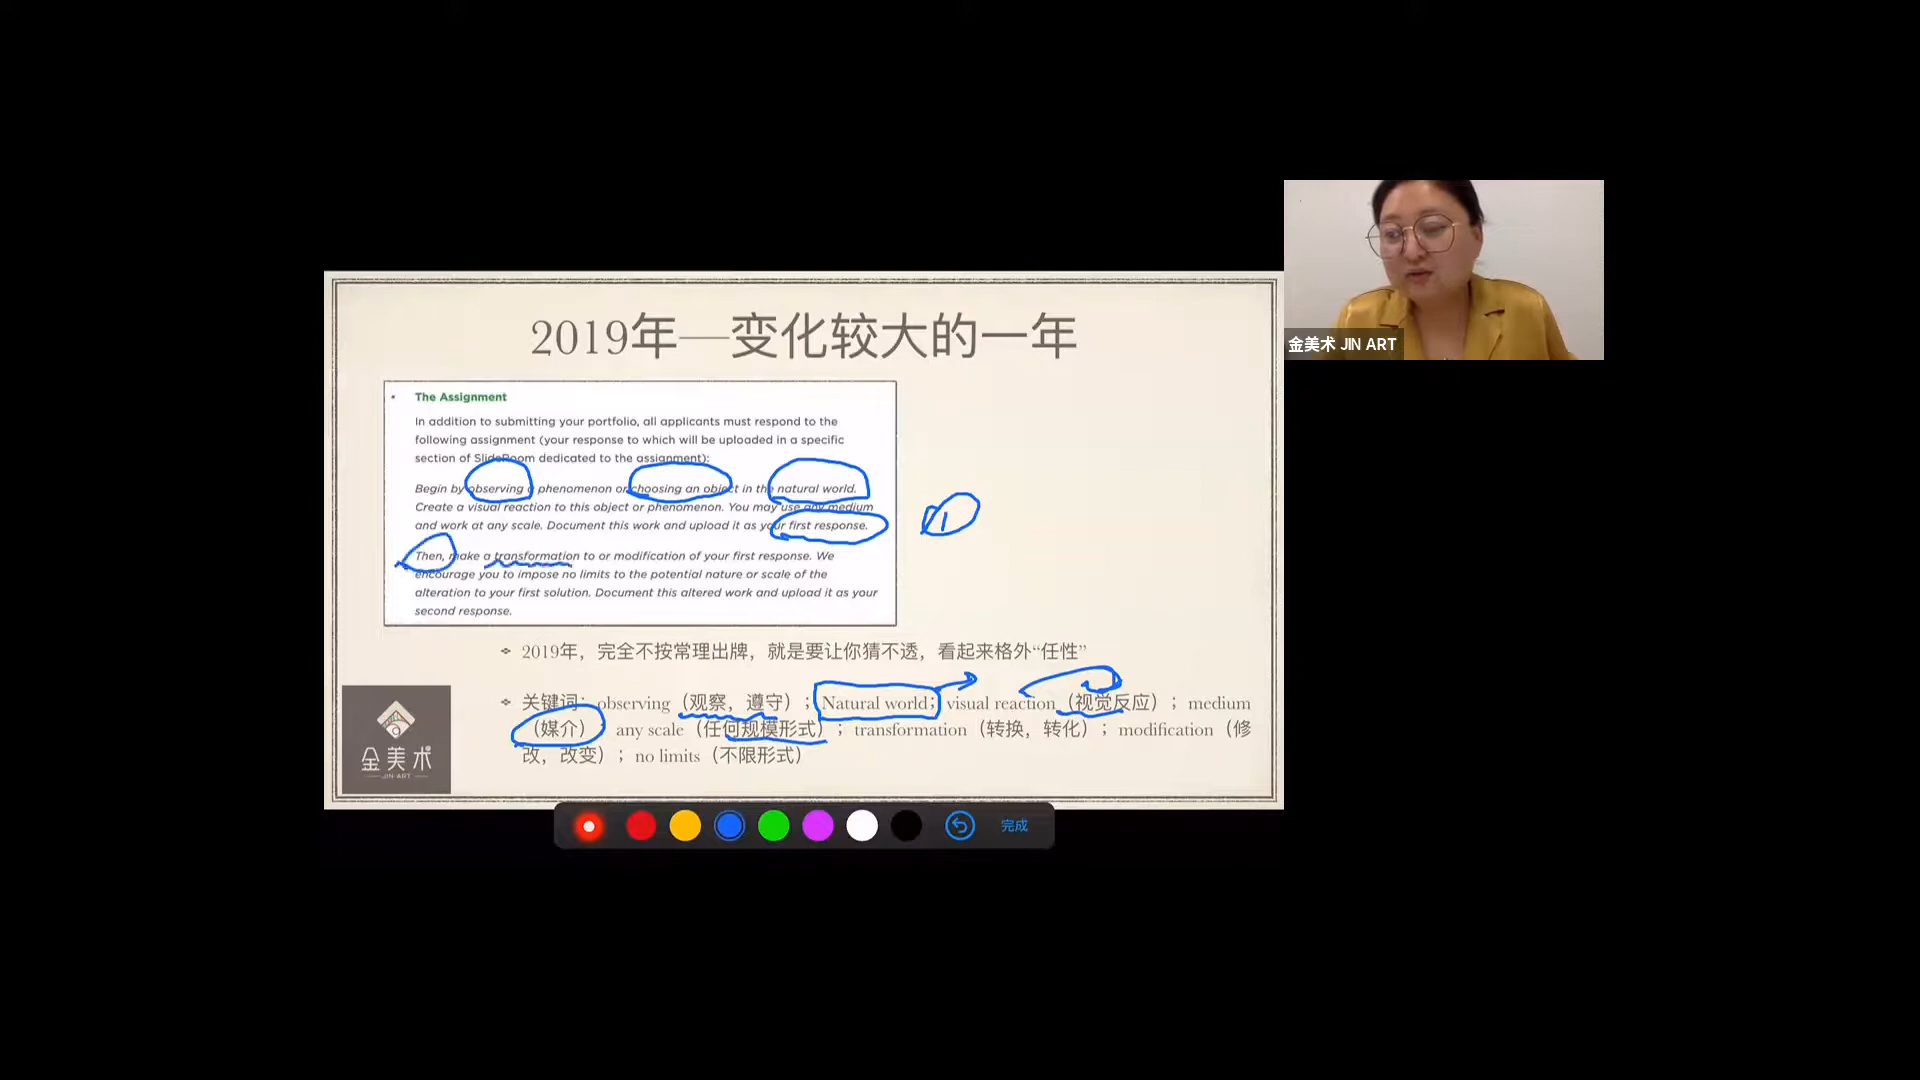 2019年—变化较大的一年
The Assignment
In addition to submitting your portfolio, all applicants must respond to the
following assignment (your response to which will be uploaded in a specific
section of SlideRoom dedicated to the assignment):
Begin by observing a phenomenon or choosing an object in the natural world.
Create a visual reaction to this object or phenomenon. You may use any medium
and work at any scale. Document this work and upload it as your first response.
1
Then, make a transformation to or modification of your first response. We
encourage you to impose no limits to the potential nature or scale of the
alteration to your first solution. Document this altered work and upload it as your
second response.
2019年，完全不按常理出牌，就是要让你猜不透，看起来格外“任性”
关键词：observing（观察，遵守）；Natural world；visual reaction（视觉反应）；medium
（媒介）；any scale（任何规模形式）；transformation（转换，转化）；modification（修
改，改变）；no limits（不限形式）
金美术
JIN ART
完成
金美术 JIN ART